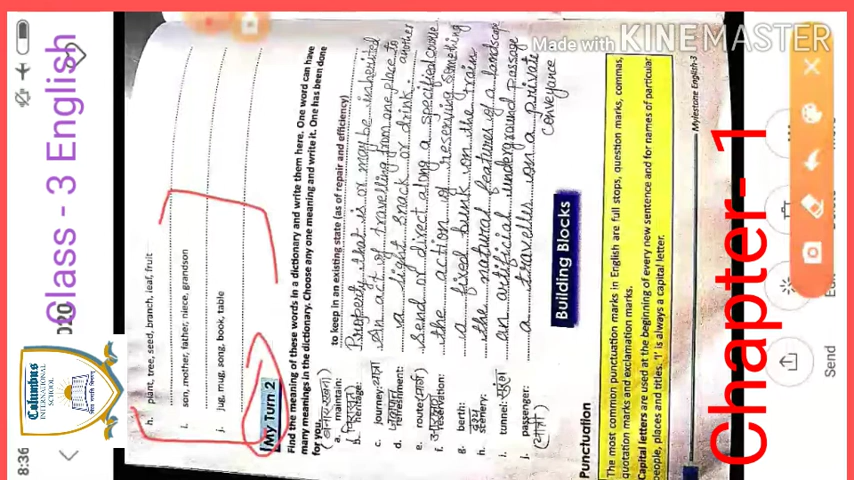 8:36
Class - 3 English
Made with KINEMASTER
Columbus
INTERNATIONAL
SCHOOL
h. plant, tree, seed, branch, leaf, fruit
i. son, mother, father, niece, grandson
j. jug, mug, song, book, table
My Turn 2
Find the meaning of these words in a dictionary and write them here. One word can have
many meanings in the dictionary. Choose any one meaning and write it. One has been done
for you.
a. maintain: to keep in an existing state (as of repair and efficiency)
b. heritage: Property that is or may be inherited
c. journey: यात्रा an act of travelling from one place to another
d. refreshment: a light snack or drink.
e. route: send or direct along a specified course
f. reservation: the action of reserving something
g. berth: a fixed bunk on the train
h. scenery: दृश्य the natural features of a landscape
i. tunnel: सुरंग an artificial underground passage
j. passenger: a traveller on a private
conveyance
Building Blocks
Punctuation
The most common punctuation marks in English are full stops, question marks, commas,
quotation marks and exclamation marks.
Capital letters are used at the beginning of every new sentence and for names of particular
people, places and titles. 'I' is always a capital letter.
Mylestone English-3
Chapter- 1
Send
Edit